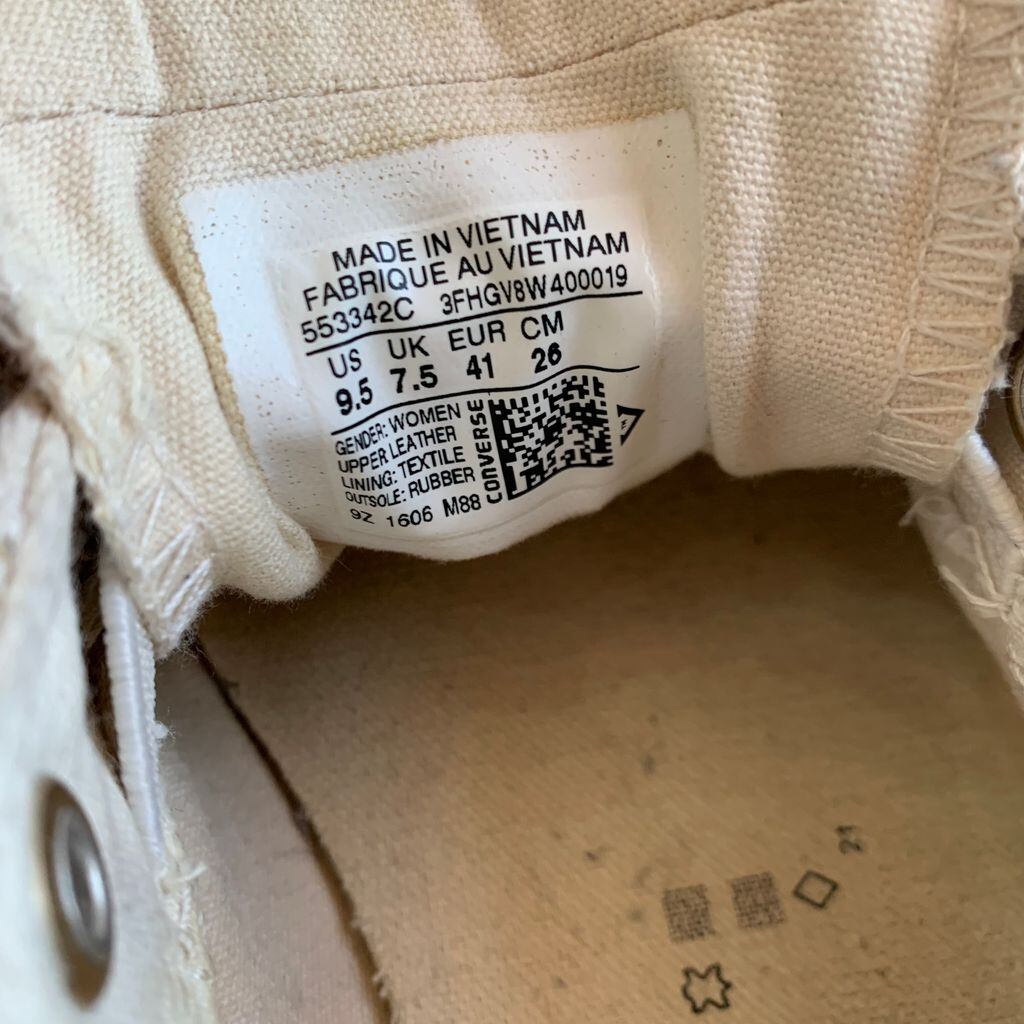 MADE IN VIETNAM
FABRIQUE AU VIETNAM
553342C 3FHGV8W400019
US UK EUR CM
9.5 7.5 41 26
GENDER: WOMEN
UPPER LEATHER
LINING: TEXTILE
OUTSOLE: RUBBER
9Z 1606 M88
CONVERSE
21